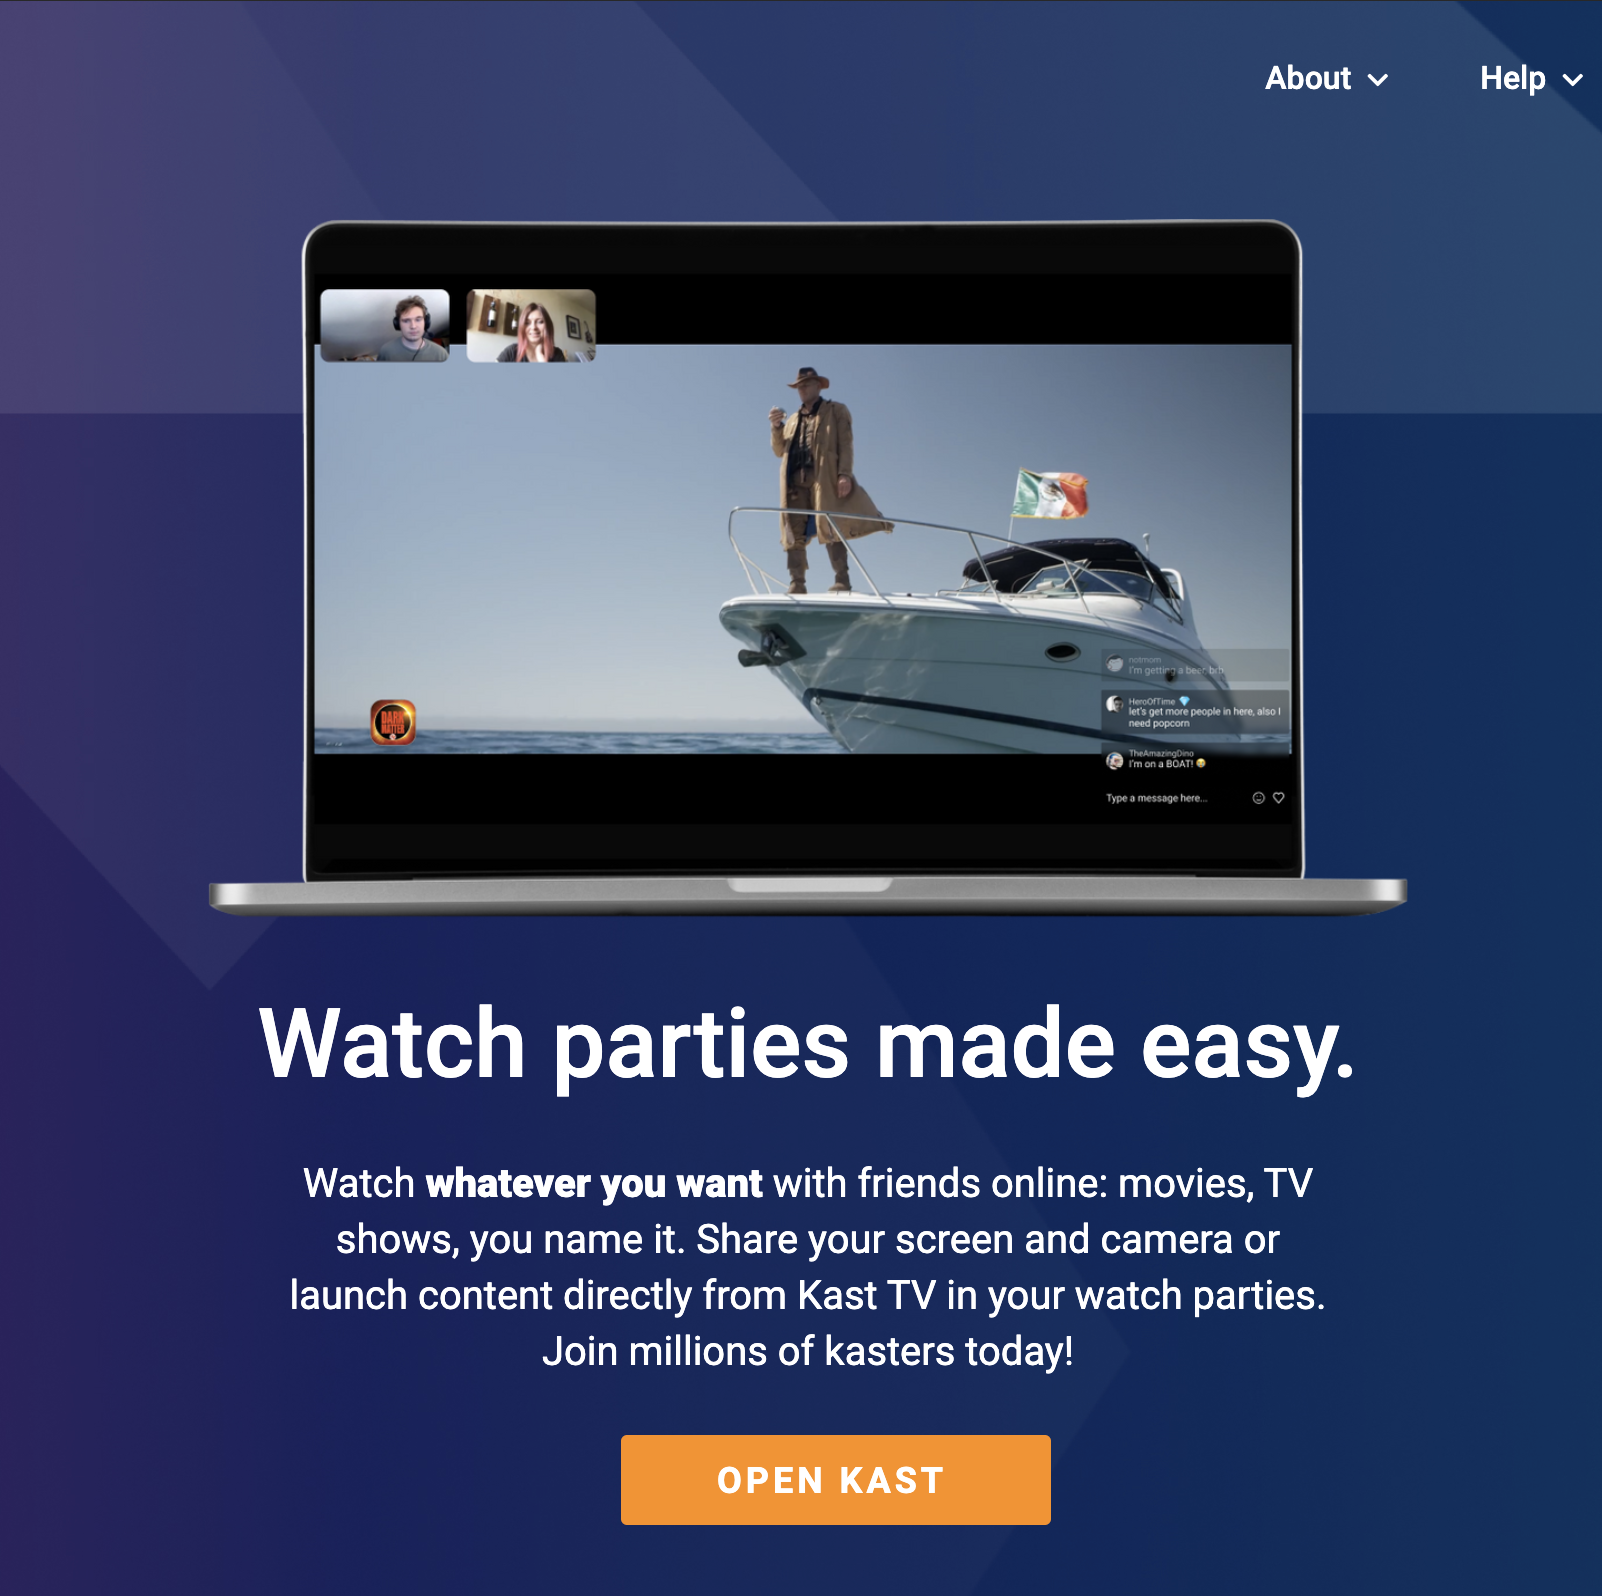 About
Help
DARK
MATTER
notmom
I'm getting a beer, bro
HeroOfTime 💎
let's get more people in here, also I
need popcorn
TheAmazingDino
I'm on a BOAT! 😂
Type a message here...
Watch parties made easy.
Watch whatever you want with friends online: movies, TV
shows, you name it. Share your screen and camera or
launch content directly from Kast TV in your watch parties.
Join millions of kasters today!
OPEN KAST